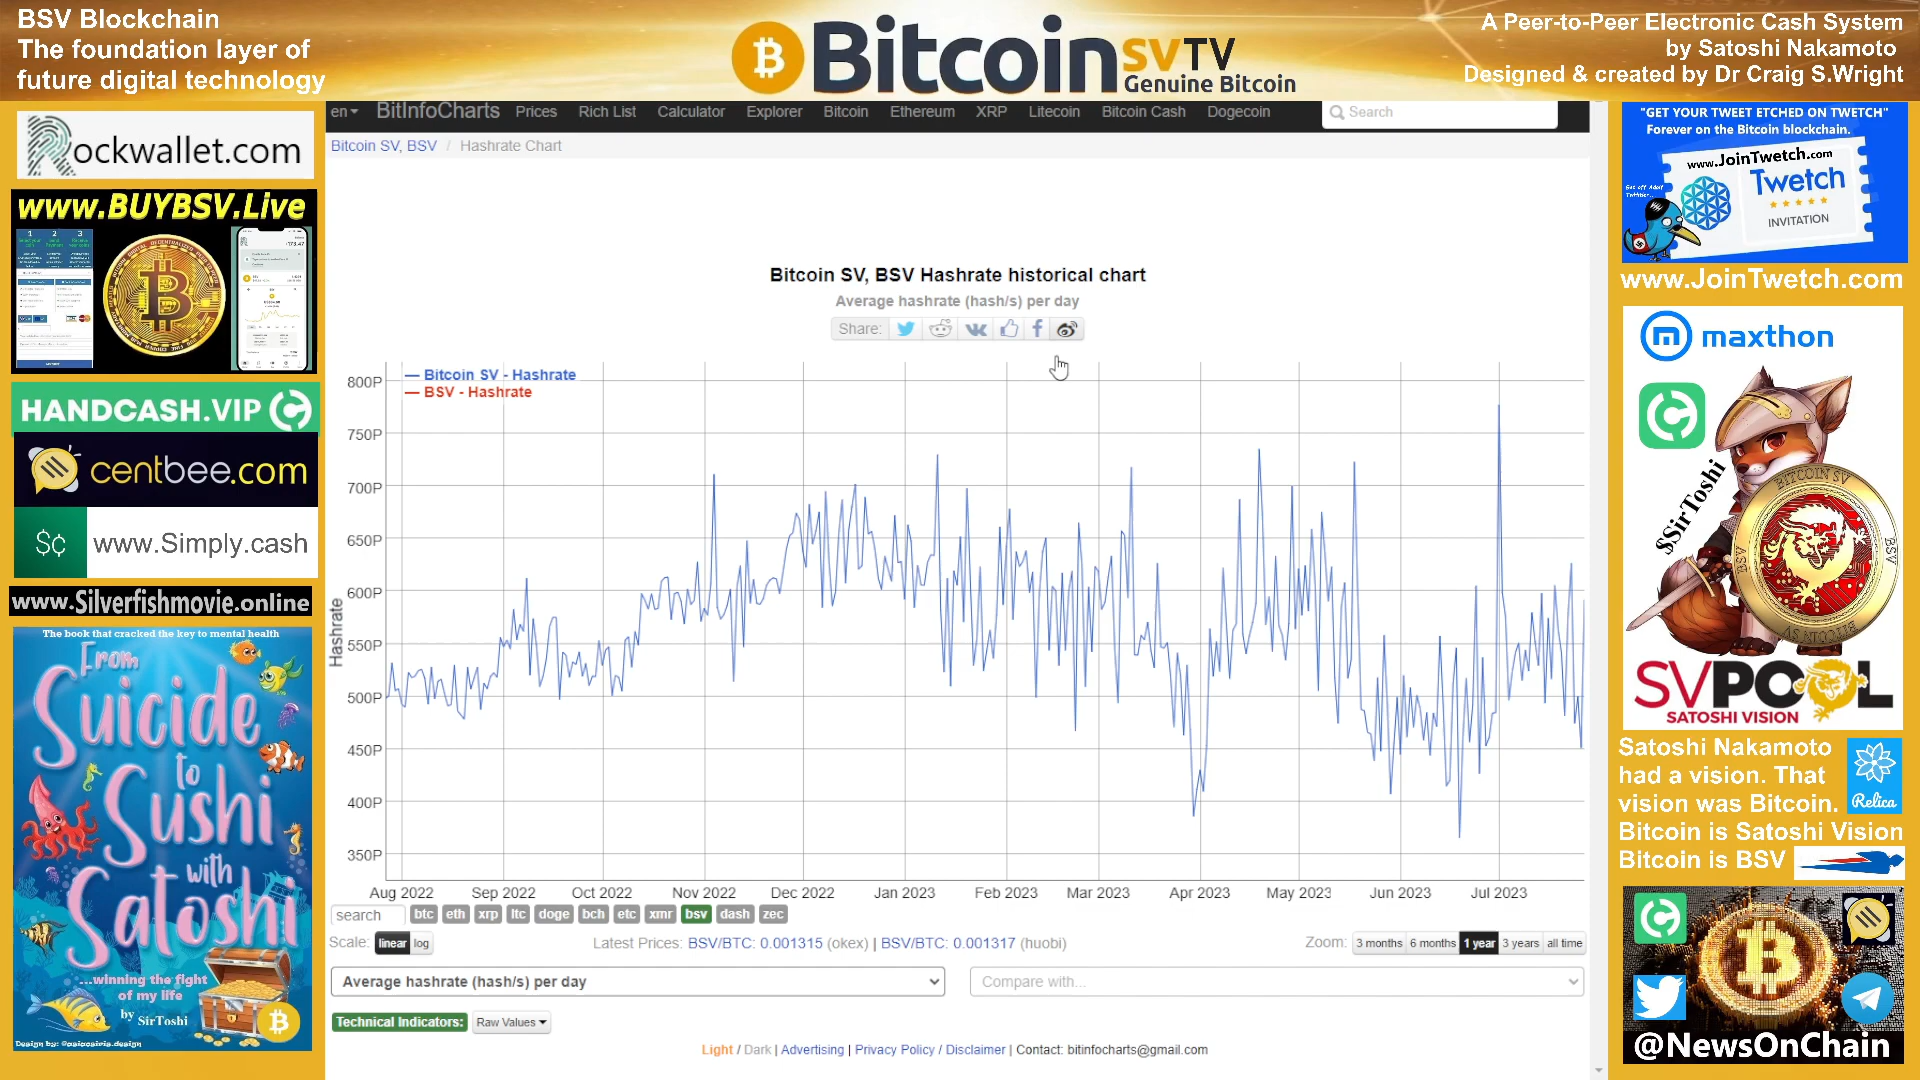 BSV Blockchain
The foundation layer of
future digital technology
Bitcoin SVTV
Genuine Bitcoin
A Peer-to-Peer Electronic Cash System
by Satoshi Nakamoto
Designed & created by Dr Craig S.Wright
Rockwallet.com
www.BUYBSV.Live
HANDCASH.VIP
centbee.com
$¢ www.Simply.cash
www.Silverfishmovie.online
The book that cracked the key to mental health
From
Suicide
to
Sushi
with
Satoshi
...winning the fight
of my life
by SirToshi
en BitInfoCharts Prices Rich List Calculator Explorer Bitcoin Ethereum XRP Litecoin Bitcoin Cash Dogecoin Search
Bitcoin SV, BSV / Hashrate Chart
Bitcoin SV, BSV Hashrate historical chart
Average hashrate (hash/s) per day
Share:
Bitcoin SV - Hashrate
BSV - Hashrate
Hashrate
800P
750P
700P
650P
600P
550P
500P
450P
400P
350P
Aug 2022 Sep 2022 Oct 2022 Nov 2022 Dec 2022 Jan 2023 Feb 2023 Mar 2023 Apr 2023 May 2023 Jun 2023 Jul 2023
search btc eth xrp ltc doge bch etc xmr bsv dash zec
Scale: linear log Latest Prices: BSV/BTC: 0.001315 (okex) | BSV/BTC: 0.001317 (huobi) Zoom: 3 months 6 months 1 year 3 years all time
Average hashrate (hash/s) per day Compare with...
Technical Indicators: Raw Values
Light / Dark | Advertising | Privacy Policy / Disclaimer | Contact: bitinfocharts@gmail.com
"GET YOUR TWEET ETCHED ON TWETCH"
Forever on the Bitcoin blockchain.
www.JoinTwetch.com
Twetch
INVITATION
www.JoinTwetch.com
maxthon
$SirToshi
BITCOIN SV
BSV
BSV
BITCOIN SV
SVPOOL
SATOSHI VISION
Satoshi Nakamoto
had a vision. That
vision was Bitcoin.
Relica
Bitcoin is Satoshi Vision
Bitcoin is BSV
@NewsOnChain